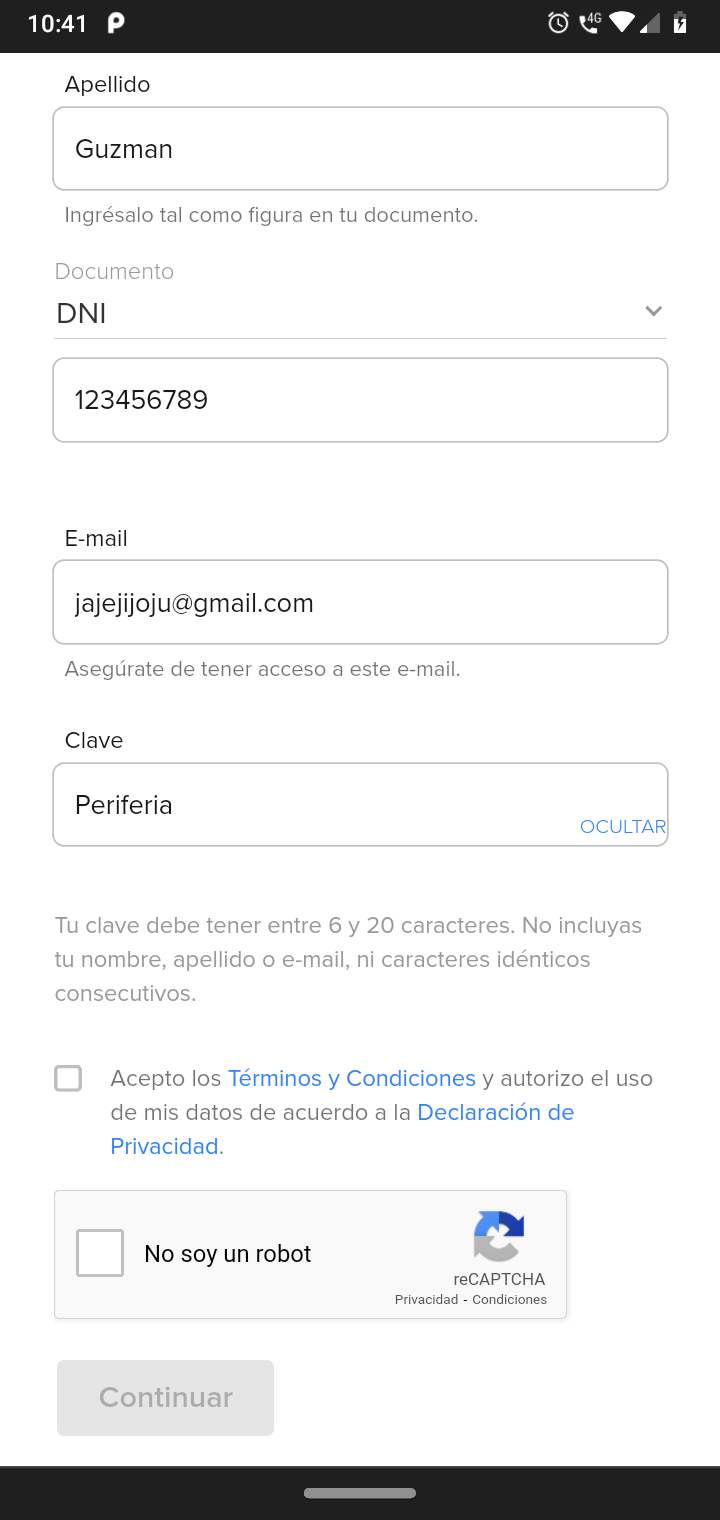 10:41
4G
Apellido
Guzman
Ingrésalo tal como figura en tu documento.
Documento
DNI
123456789
E-mail
jajejijoju@gmail.com
Asegúrate de tener acceso a este e-mail.
Clave
Periferia
OCULTAR
Tu clave debe tener entre 6 y 20 caracteres. No incluyas
tu nombre, apellido o e-mail, ni caracteres idénticos
consecutivos.
Acepto los Términos y Condiciones y autorizo el uso
de mis datos de acuerdo a la Declaración de
Privacidad.
No soy un robot
reCAPTCHA
Privacidad - Condiciones
Continuar